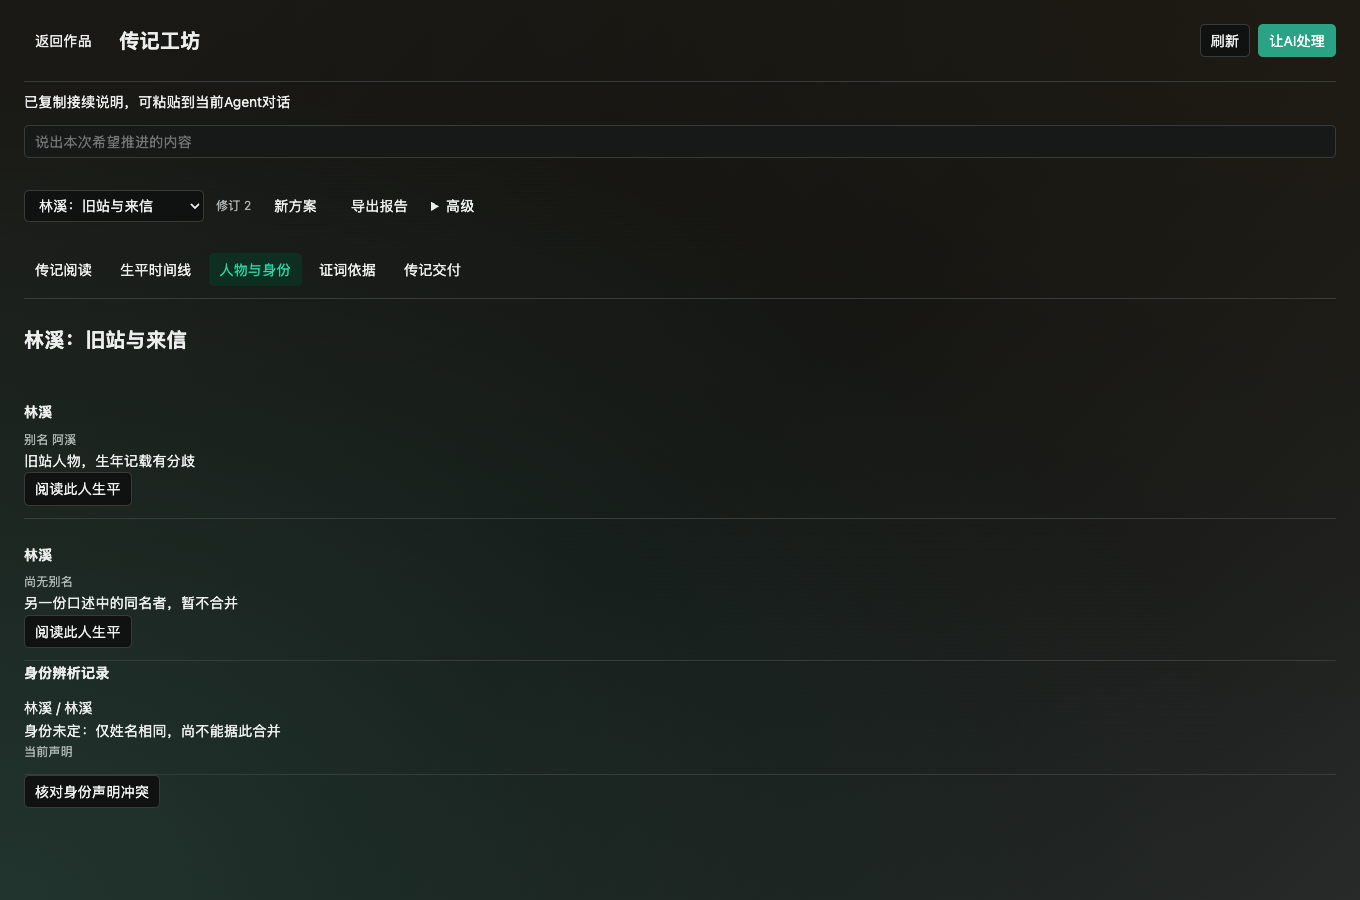 返回作品 传记工坊 刷新 让AI处理
已复制接续说明，可粘贴到当前Agent对话
说出本次希望推进的内容
林溪：旧站与来信 修订 2 新方案 导出报告 ▶ 高级
传记阅读 生平时间线 人物与身份 证词依据 传记交付
林溪：旧站与来信
林溪
别名 阿溪
旧站人物，生年记载有分歧
阅读此人生平
林溪
尚无别名
另一份口述中的同名者，暂不合并
阅读此人生平
身份辨析记录
林溪 / 林溪
身份未定：仅姓名相同，尚不能据此合并
当前声明
核对身份声明冲突